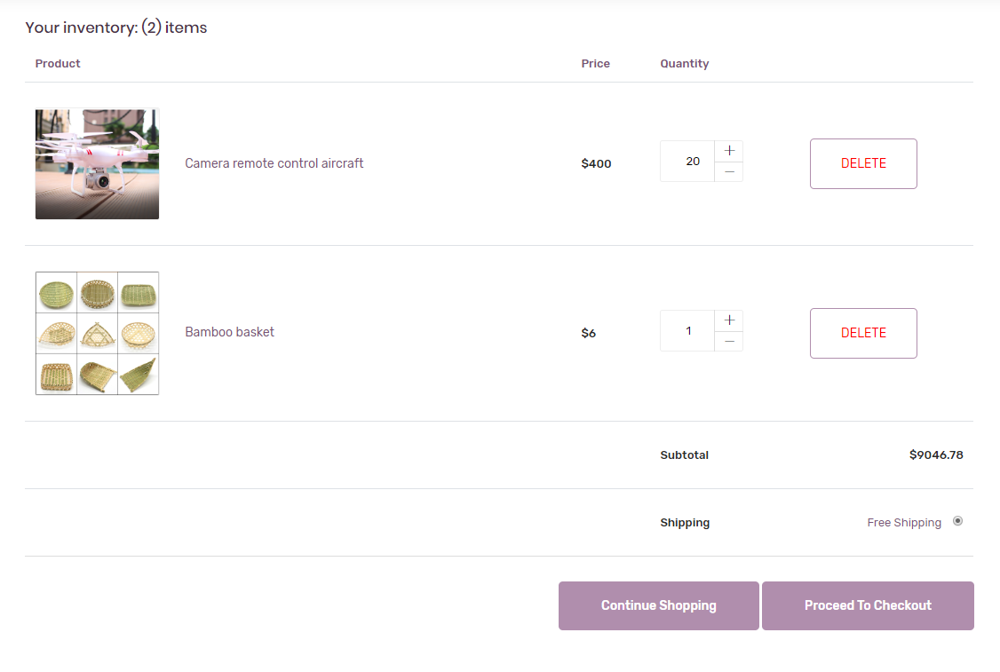 Your inventory: (2) items
Product Price Quantity
Camera remote control aircraft $400 20 + − DELETE
Bamboo basket $6 1 + − DELETE
Subtotal $9046.78
Shipping Free Shipping
Continue Shopping Proceed To Checkout